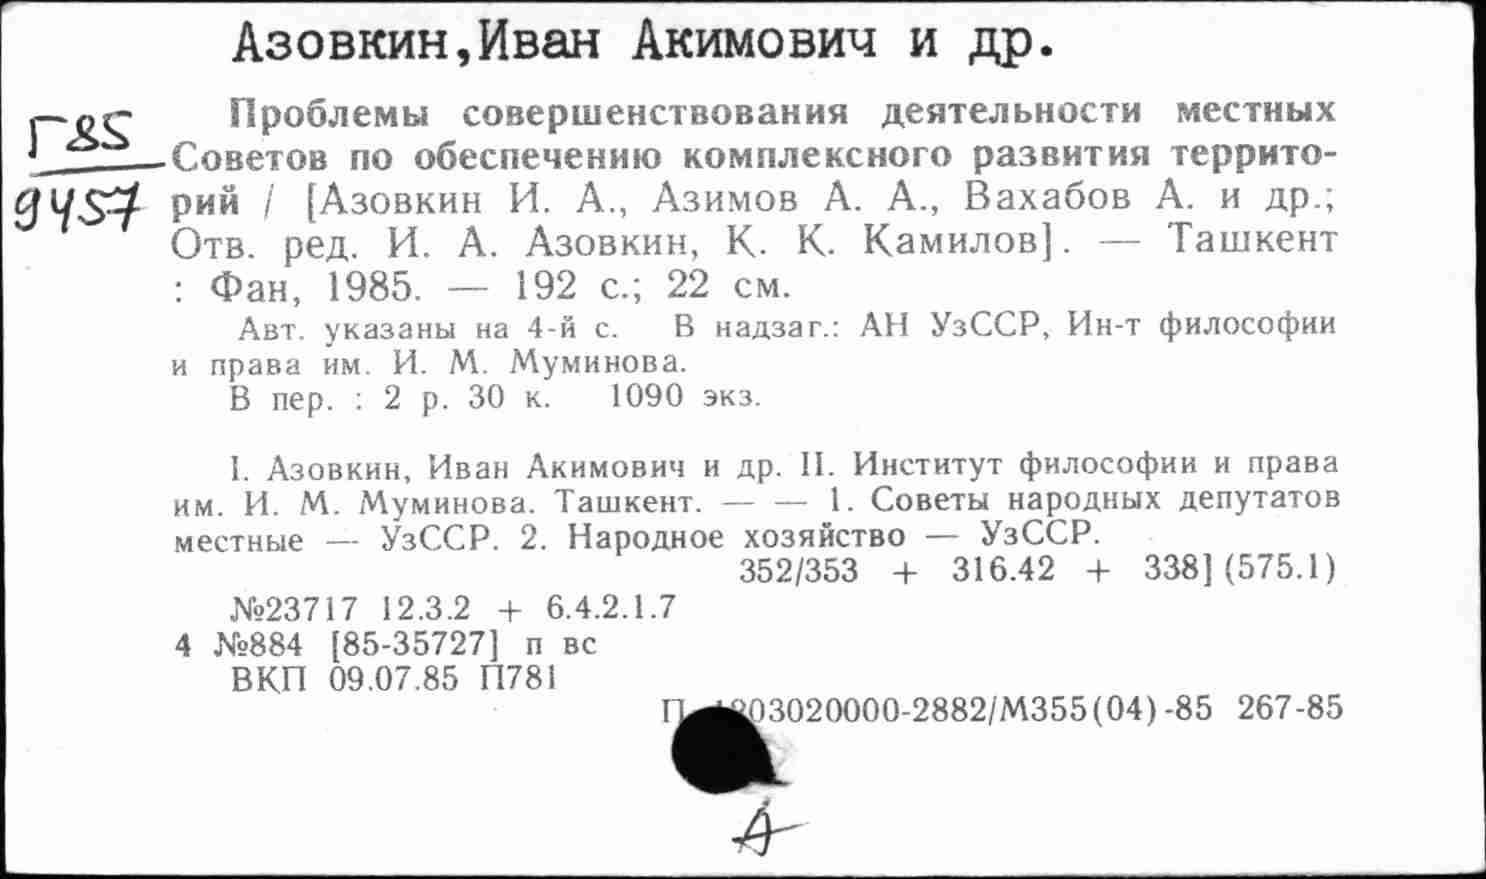 Азовкин,Иван Акимович и др.
Г85
9457
Проблемы совершенствования деятельности местных
Советов по обеспечению комплексного развития террито-
рий / [Азовкин И. А., Азимов А. А., Вахабов А. и др.;
Отв. ред. И. А. Азовкин, К. К. Камилов]. — Ташкент
: Фан, 1985. — 192 с.; 22 см.
Авт. указаны на 4-й с. В надзаг.: АН УзССР, Ин-т философии
и права им. И. М. Муминова.
В пер. : 2 р. 30 к. 1090 экз.
I. Азовкин, Иван Акимович и др. II. Институт философии и права
им. И. М. Муминова. Ташкент. — — 1. Советы народных депутатов
местные — УзССР. 2. Народное хозяйство — УзССР.
352/353 + 316.42 + 338] (575.1)
№23717 12.3.2 + 6.4.2.1.7
4 №884 [85-35727] п вс
ВКП 09.07.85 П781
П 03020000-2882/М355(04)-85 267-85
А